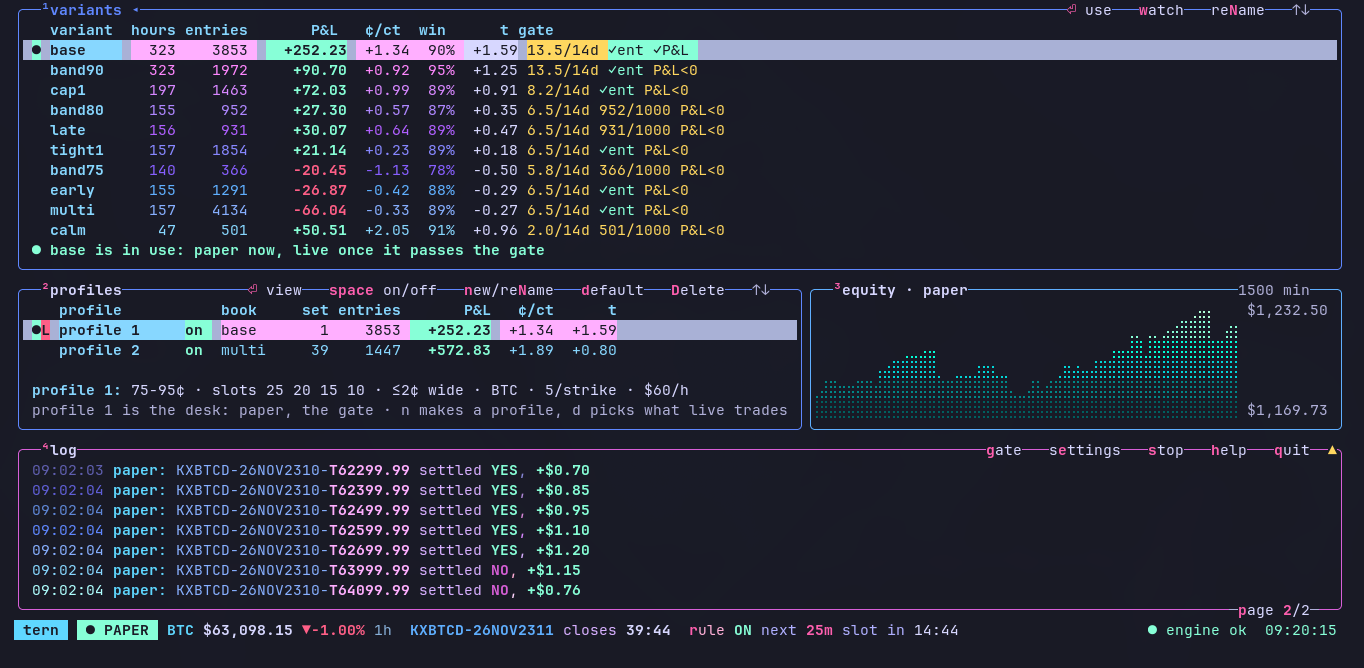 ¹variants ⏎ use watch reName ↑↓
variant hours entries P&L ¢/ct win t gate
● base 323 3853 +252.23 +1.34 90% +1.59 13.5/14d ✓ent ✓P&L
band90 323 1972 +90.70 +0.92 95% +1.25 13.5/14d ✓ent P&L<0
cap1 197 1463 +72.03 +0.99 89% +0.91 8.2/14d ✓ent P&L<0
band80 155 952 +27.30 +0.57 87% +0.35 6.5/14d 952/1000 P&L<0
late 156 931 +30.07 +0.64 89% +0.47 6.5/14d 931/1000 P&L<0
tight1 157 1854 +21.14 +0.23 89% +0.18 6.5/14d ✓ent P&L<0
band75 140 366 -20.45 -1.13 78% -0.50 5.8/14d 366/1000 P&L<0
early 155 1291 -26.87 -0.42 88% -0.29 6.5/14d ✓ent P&L<0
multi 157 4134 -66.04 -0.33 89% -0.27 6.5/14d ✓ent P&L<0
calm 47 501 +50.51 +2.05 91% +0.96 2.0/14d 501/1000 P&L<0
● base is in use: paper now, live once it passes the gate
²profiles ⏎ view space on/off new/reName default Delete ↑↓
profile book set entries P&L ¢/ct t
●L profile 1 on base 1 3853 +252.23 +1.34 +1.59
profile 2 on multi 39 1447 +572.83 +1.89 +0.80
profile 1: 75-95¢ · slots 25 20 15 10 · ≤2¢ wide · BTC · 5/strike · $60/h
profile 1 is the desk: paper, the gate · n makes a profile, d picks what live trades
³equity · paper 1500 min
$1,232.50
$1,169.73
⁴log gate settings stop help quit ▲
09:02:03 paper: KXBTCD-26NOV2310-T62299.99 settled YES, +$0.70
09:02:04 paper: KXBTCD-26NOV2310-T62399.99 settled YES, +$0.85
09:02:04 paper: KXBTCD-26NOV2310-T62499.99 settled YES, +$0.95
09:02:04 paper: KXBTCD-26NOV2310-T62599.99 settled YES, +$1.10
09:02:04 paper: KXBTCD-26NOV2310-T62699.99 settled YES, +$1.20
09:02:04 paper: KXBTCD-26NOV2310-T63999.99 settled NO, +$1.15
09:02:04 paper: KXBTCD-26NOV2310-T64099.99 settled NO, +$0.76
page 2/2
tern ● PAPER BTC $63,098.15 ▼-1.00% 1h KXBTCD-26NOV2311 closes 39:44 rule ON next 25m slot in 14:44 ● engine ok 09:20:15